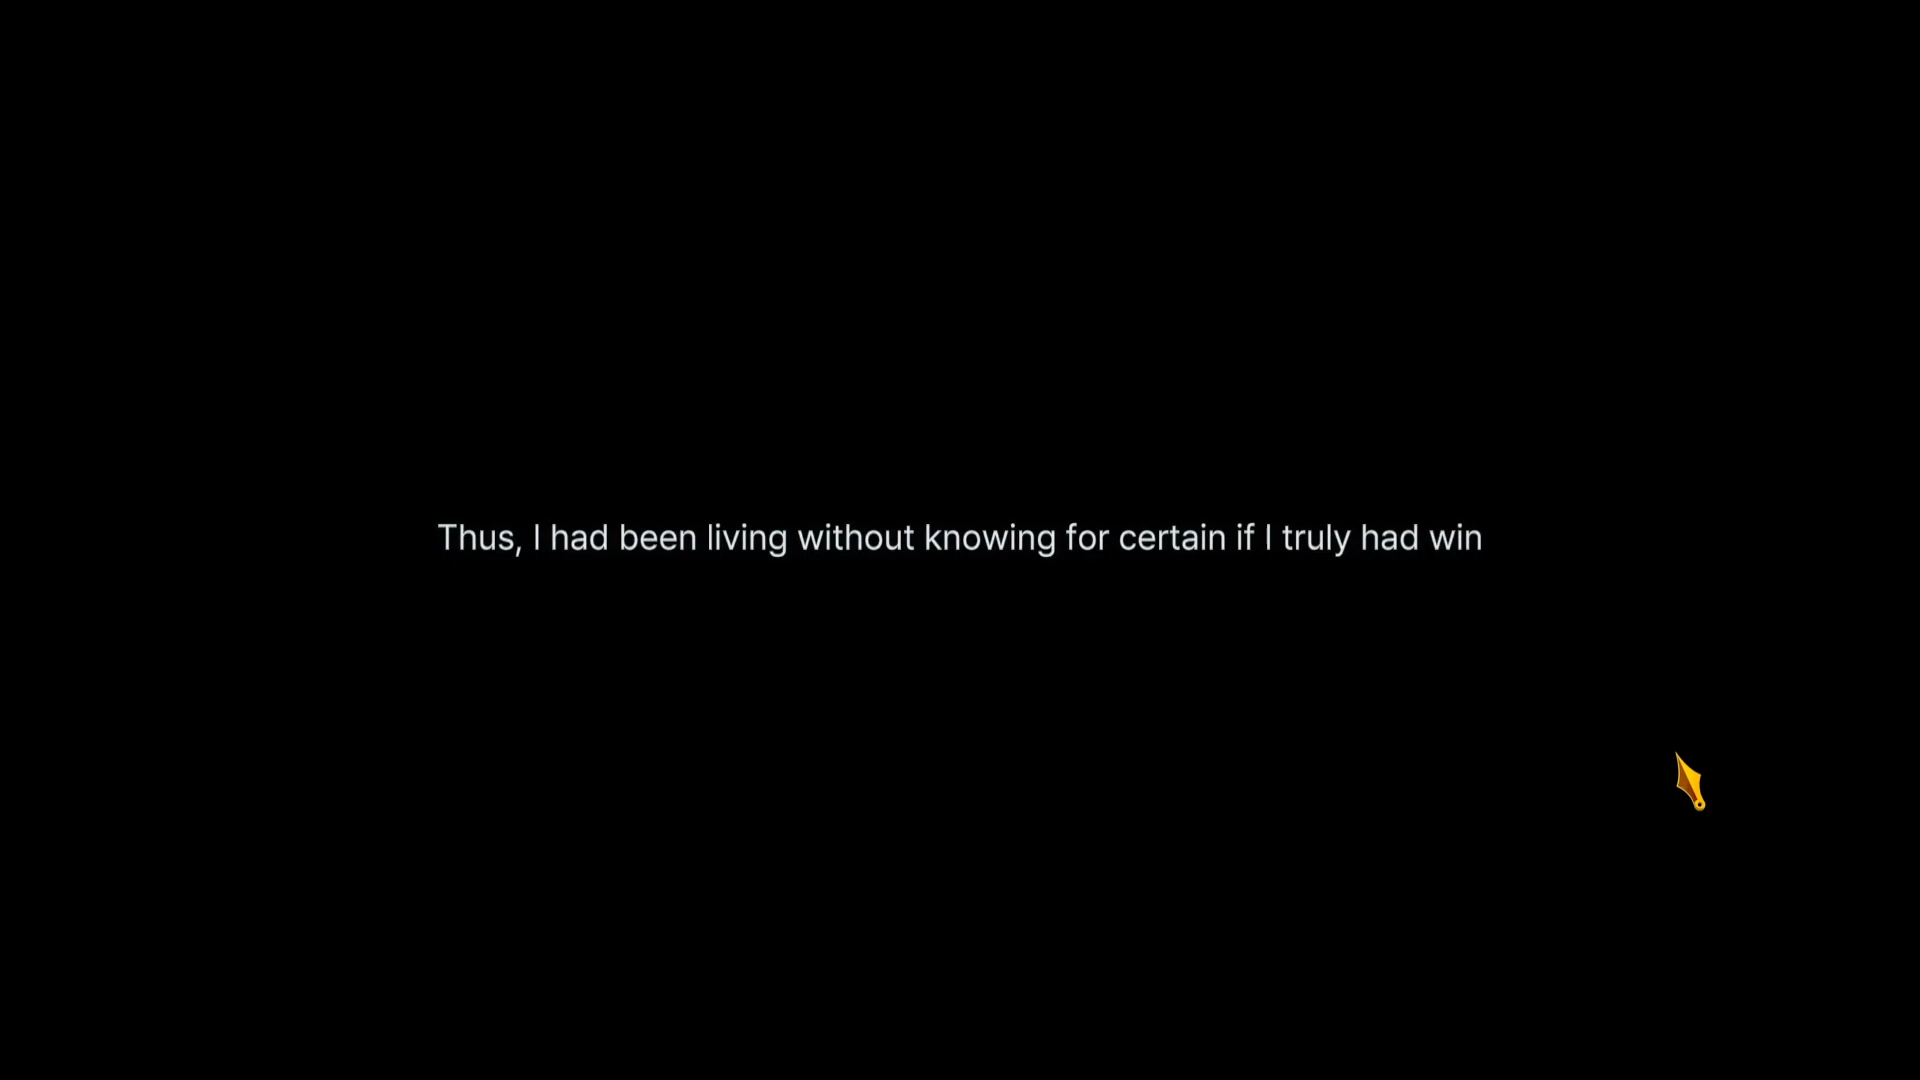 Thus, I had been living without knowing for certain if I truly had win